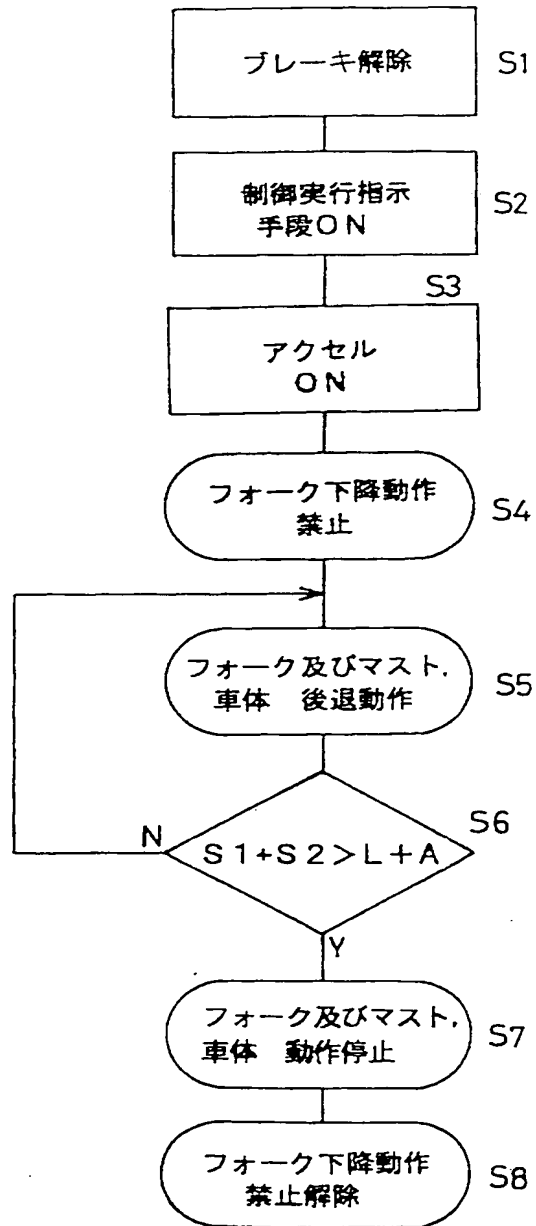 ブレーキ解除
S1
制御実行指示
手段ON
S2
S3
アクセル
ON
フォーク下降動作
禁止
S4
フォーク及びマスト,
車体 後退動作
S5
S6
N
S1+S2>L+A
Y
フォーク及びマスト,
車体 動作停止
S7
フォーク下降動作
禁止解除
S8